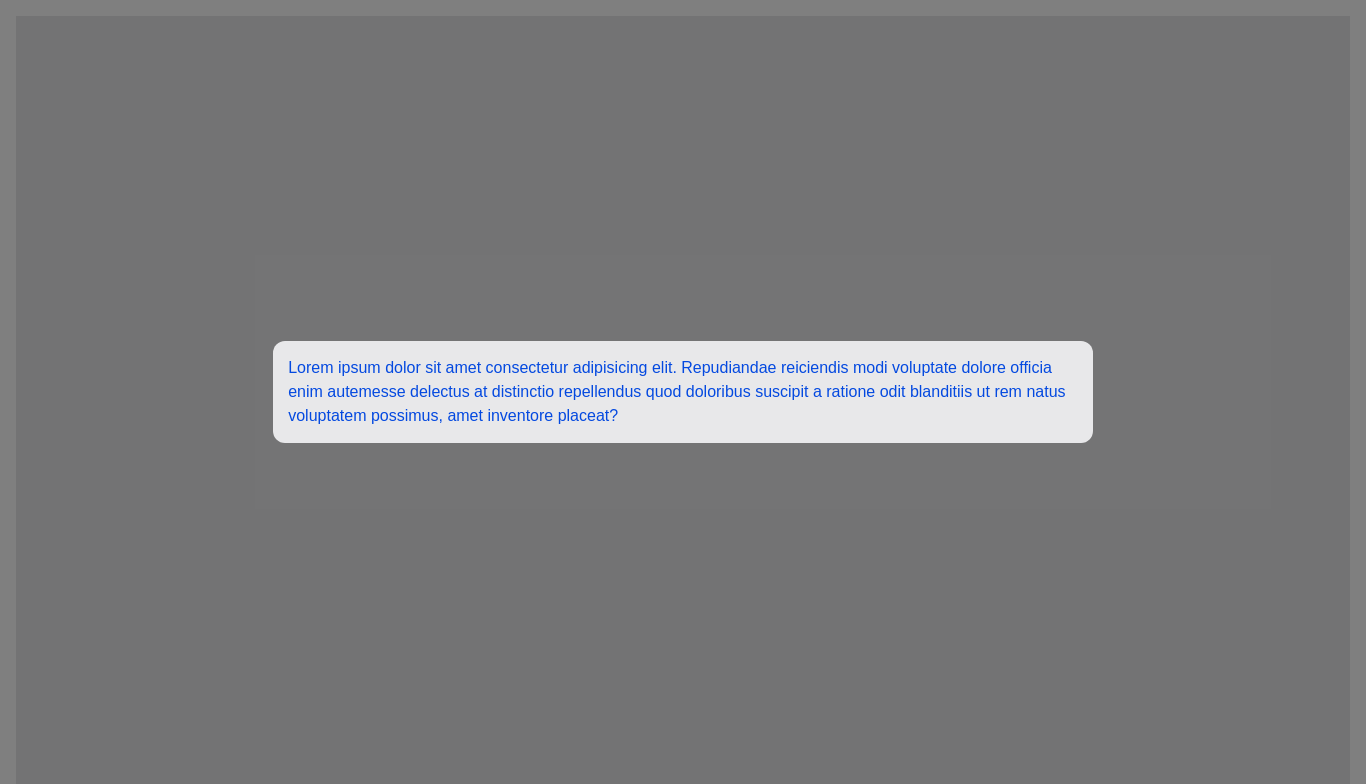 Lorem ipsum dolor sit amet consectetur adipisicing elit. Repudiandae reiciendis modi voluptate dolore officia
enim autemesse delectus at distinctio repellendus quod doloribus suscipit a ratione odit blanditiis ut rem natus
voluptatem possimus, amet inventore placeat?